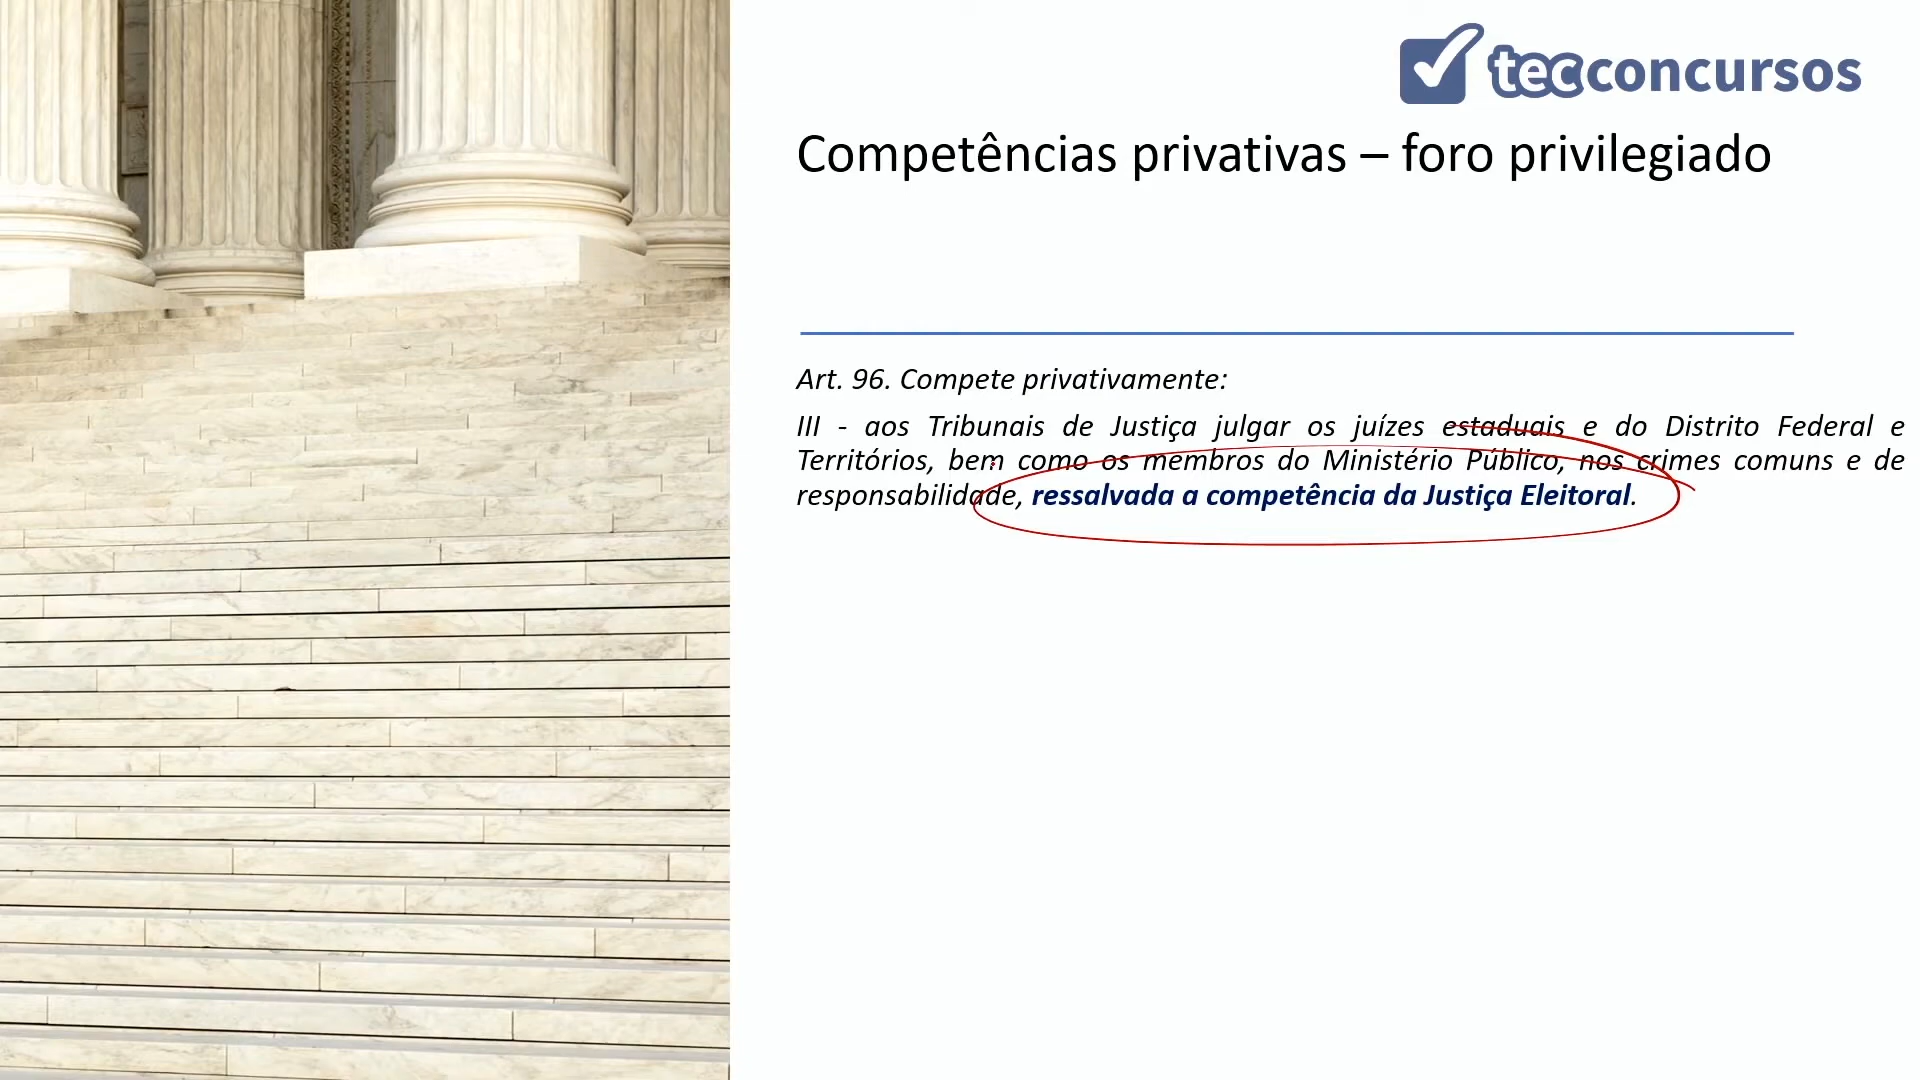 tecconcursos
Competências privativas – foro privilegiado
Art. 96. Compete privativamente:
III - aos Tribunais de Justiça julgar os juízes estaduais e do Distrito Federal e
Territórios, bem como os membros do Ministério Público, nos crimes comuns e de
responsabilidade, ressalvada a competência da Justiça Eleitoral.